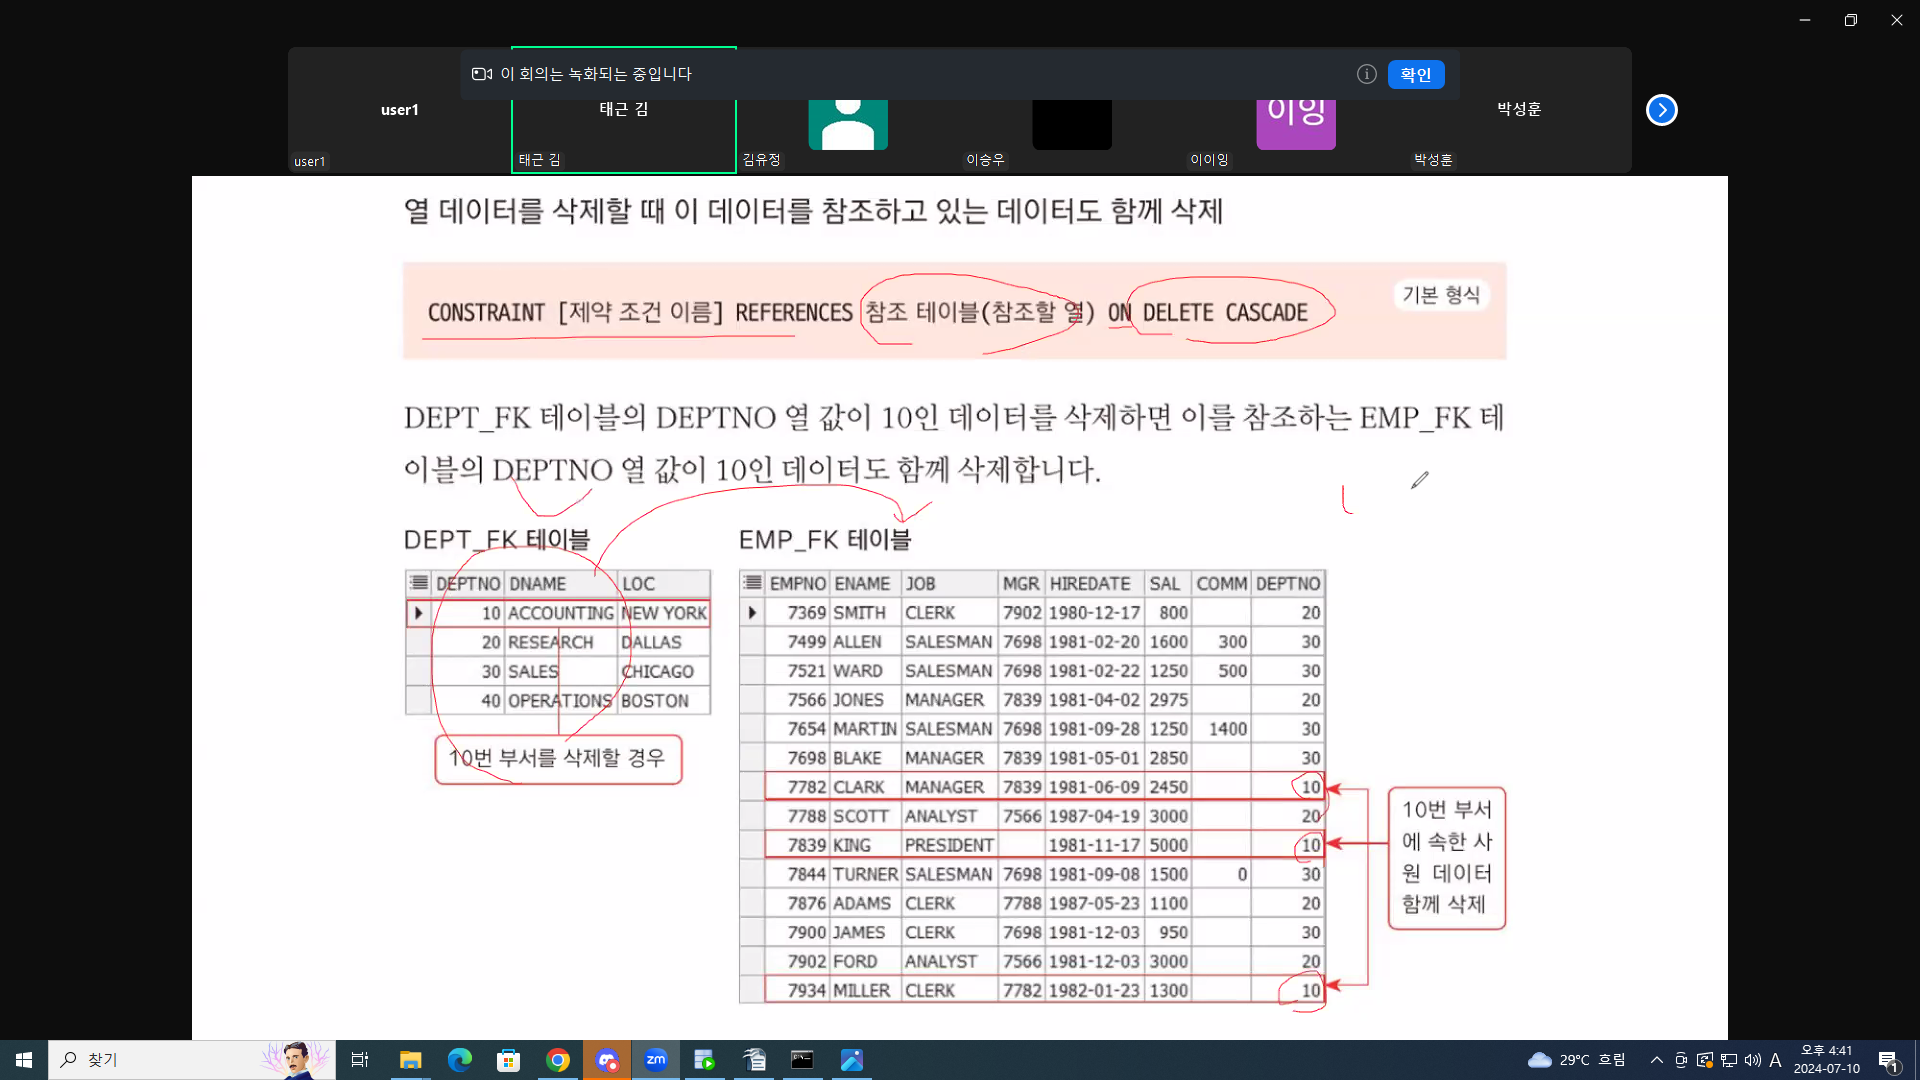 이 회의는 녹화되는 중입니다
확인
user1
태근 김
이잉
박성훈
user1
태근 김
김유정
이승우
이이잉
박성훈
열 데이터를 삭제할 때 이 데이터를 참조하고 있는 데이터도 함께 삭제
기본 형식
CONSTRAINT [제약 조건 이름] REFERENCES 참조 테이블(참조할 열) ON DELETE CASCADE
DEPT_FK 테이블의 DEPTNO 열 값이 10인 데이터를 삭제하면 이를 참조하는 EMP_FK 테
이블의 DEPTNO 열 값이 10인 데이터도 함께 삭제합니다.
DEPT_FK 테이블
DEPTNO DNAME LOC
10 ACCOUNTING NEW YORK
20 RESEARCH DALLAS
30 SALES CHICAGO
40 OPERATIONS BOSTON
10번 부서를 삭제할 경우
EMP_FK 테이블
EMPNO ENAME JOB MGR HIREDATE SAL COMM DEPTNO
7369 SMITH CLERK 7902 1980-12-17 800 20
7499 ALLEN SALESMAN 7698 1981-02-20 1600 300 30
7521 WARD SALESMAN 7698 1981-02-22 1250 500 30
7566 JONES MANAGER 7839 1981-04-02 2975 20
7654 MARTIN SALESMAN 7698 1981-09-28 1250 1400 30
7698 BLAKE MANAGER 7839 1981-05-01 2850 30
7782 CLARK MANAGER 7839 1981-06-09 2450 10
7788 SCOTT ANALYST 7566 1987-04-19 3000 20
7839 KING PRESIDENT 1981-11-17 5000 10
7844 TURNER SALESMAN 7698 1981-09-08 1500 0 30
7876 ADAMS CLERK 7788 1987-05-23 1100 20
7900 JAMES CLERK 7698 1981-12-03 950 30
7902 FORD ANALYST 7566 1981-12-03 3000 20
7934 MILLER CLERK 7782 1982-01-23 1300 10
10번 부서
에 속한 사
원 데이터
함께 삭제
찾기
zm
29°C 흐림
A
오후 4:41
2024-07-10
1